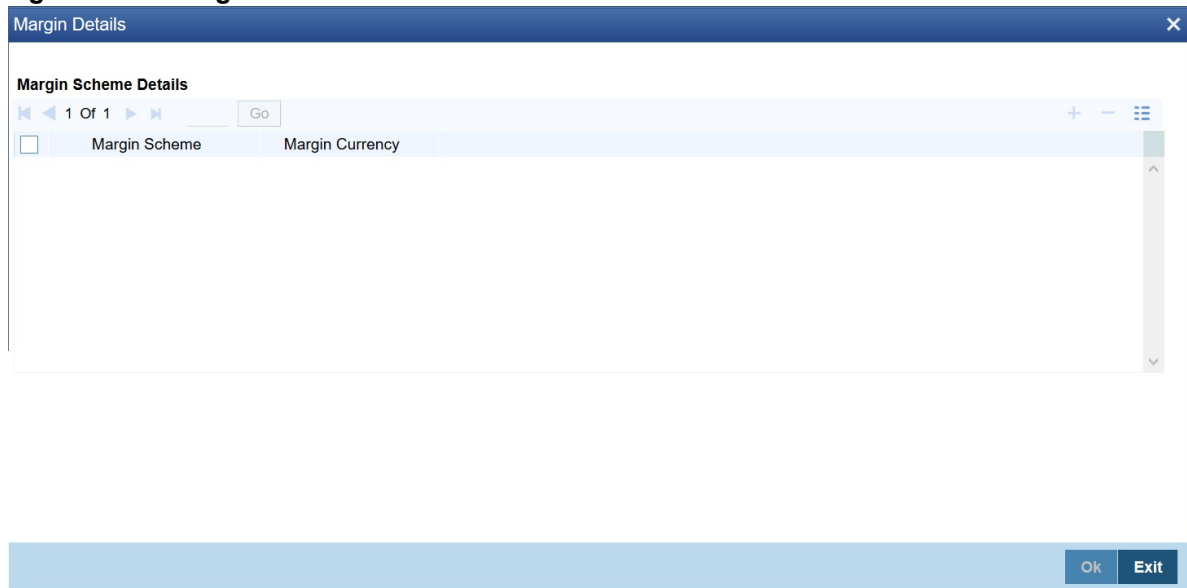 Margin Details
Margin Scheme Details
1 Of 1 Go
Margin Scheme Margin Currency
Ok Exit